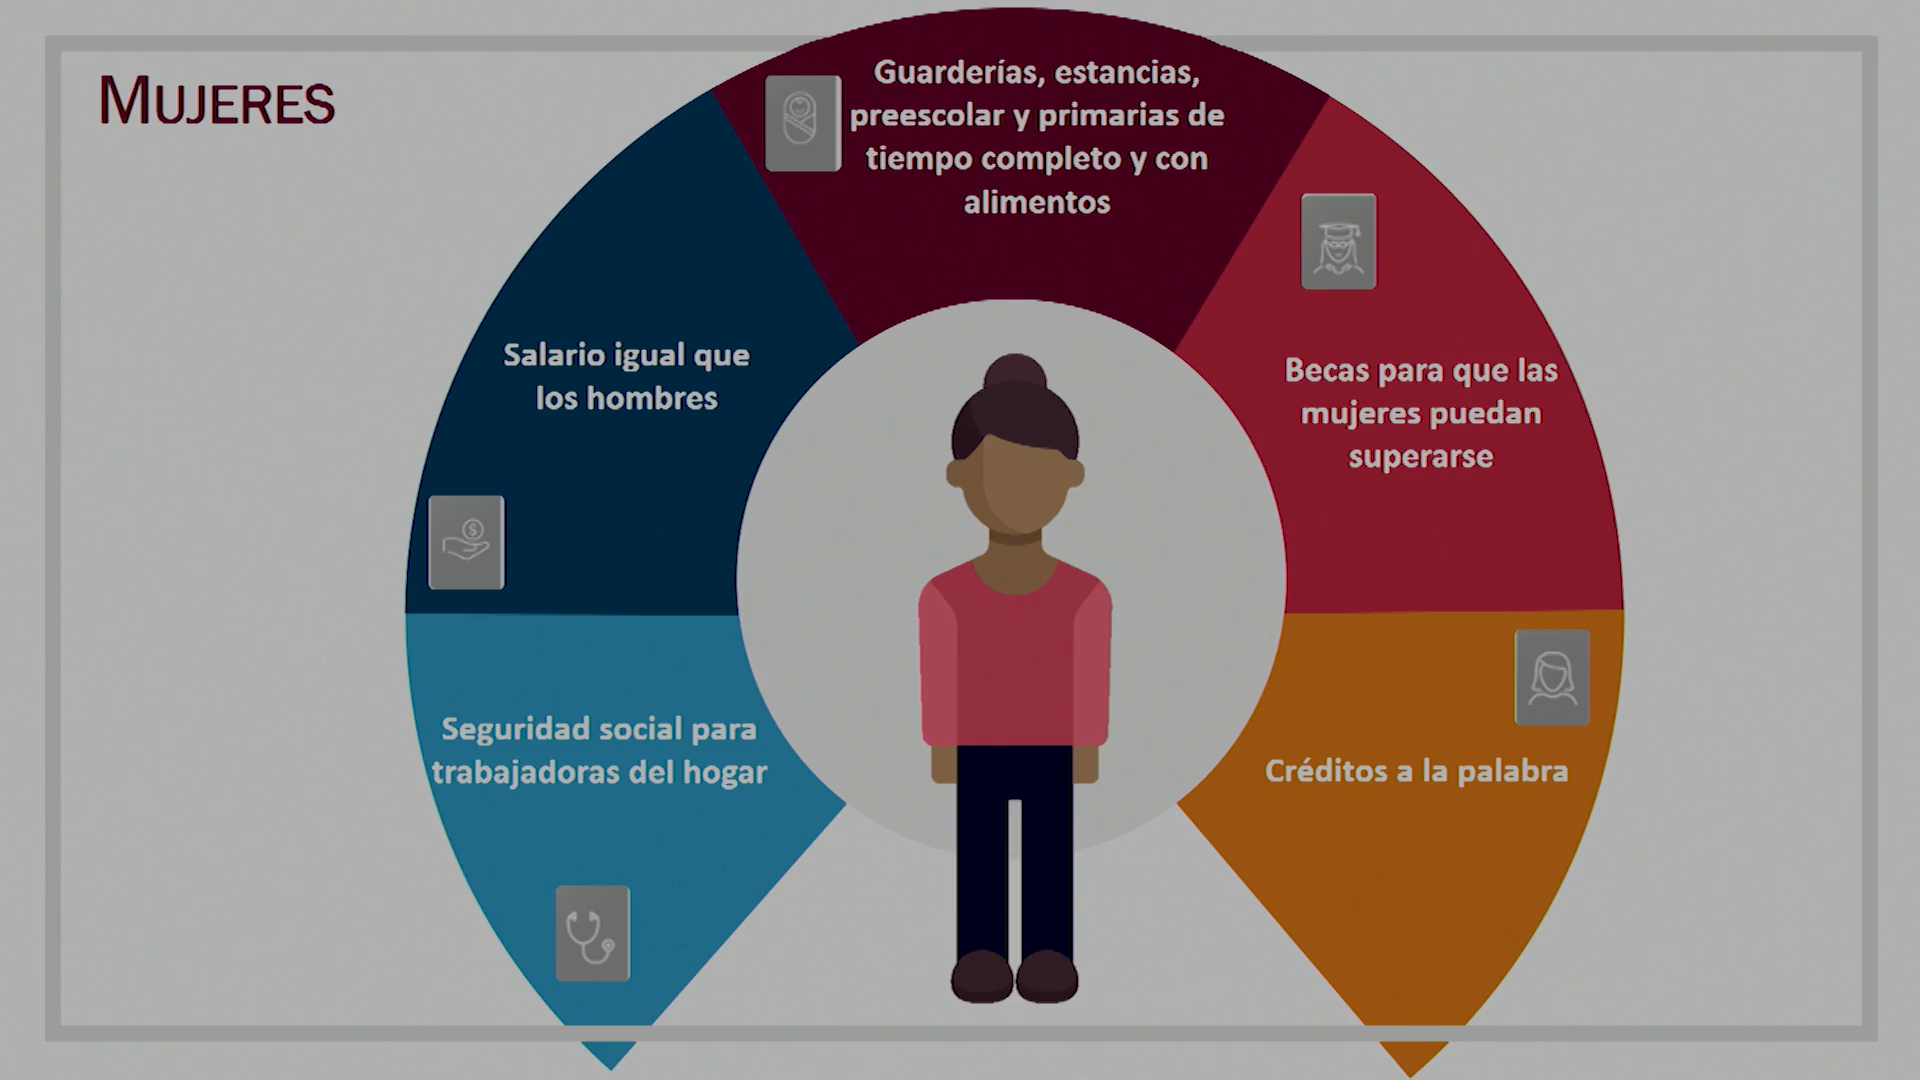 MUJERES
Guarderías, estancias,
preescolar y primarias de
tiempo completo y con
alimentos
Salario igual que
los hombres
Becas para que las
mujeres puedan
superarse
Seguridad social para
trabajadoras del hogar
Créditos a la palabra
$